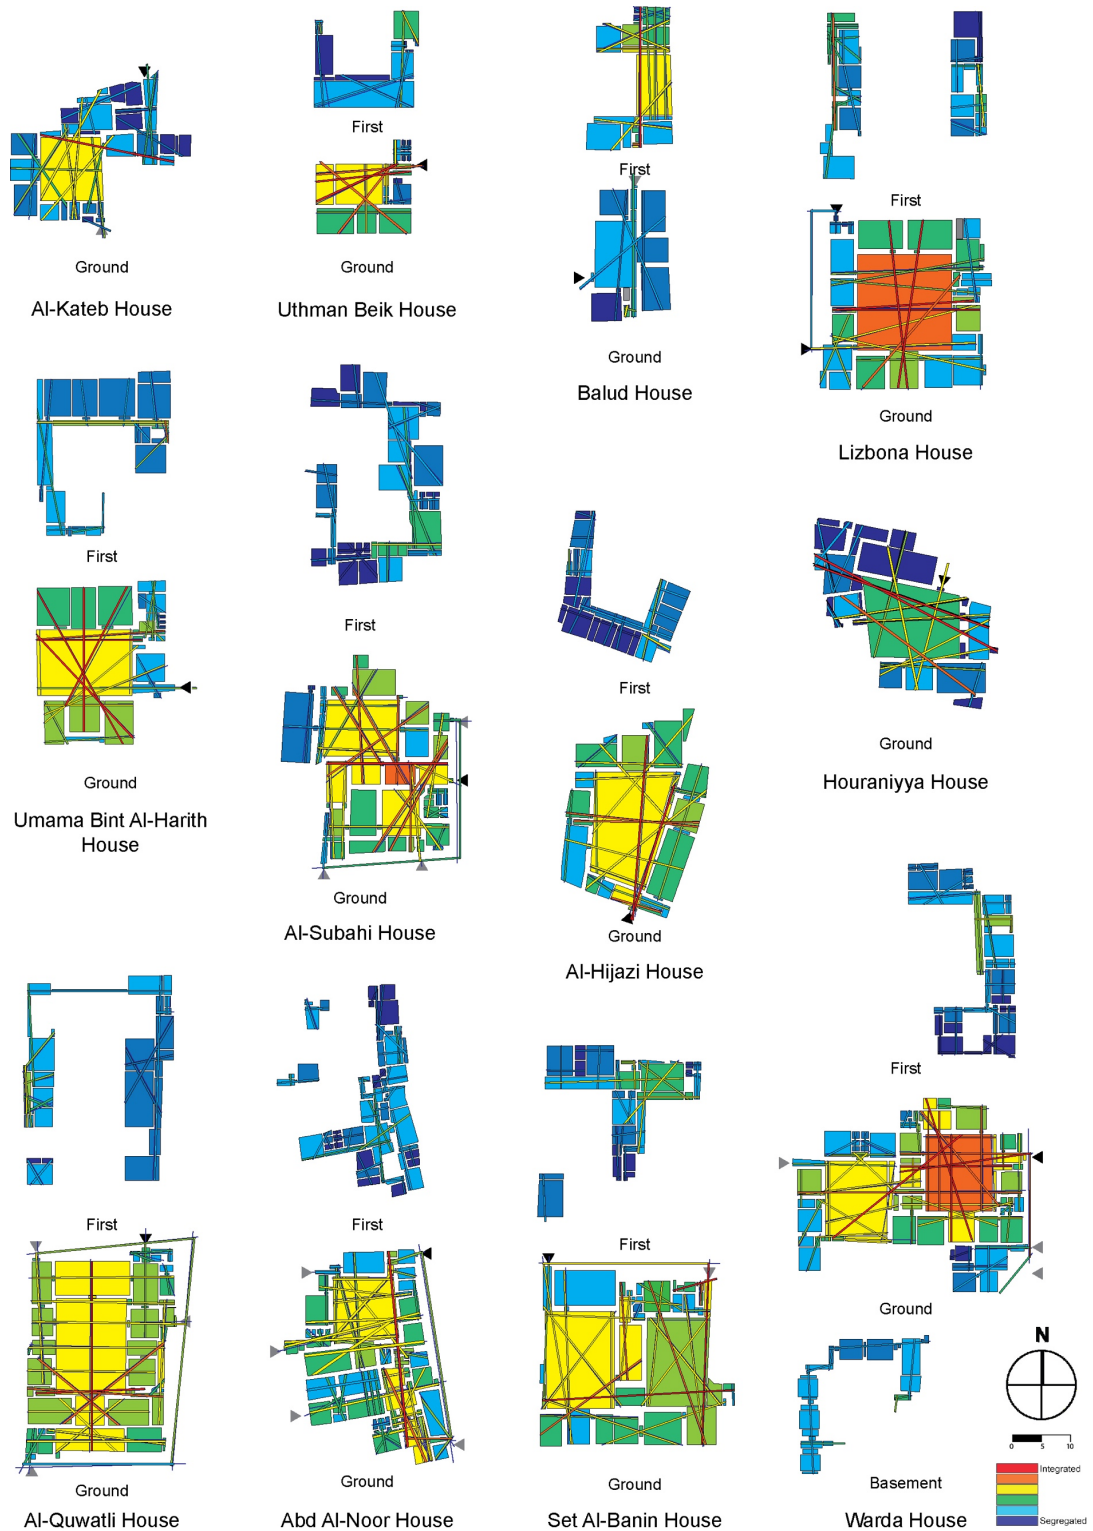 First
Ground
Al-Kateb House
First
Ground
Uthman Beik House
First
Ground
Balud House
First
Ground
Lizbona House
First
Ground
Umama Bint Al-Harith
House
First
Ground
Al-Subahi House
First
Ground
Al-Hijazi House
Ground
Houraniyya House
First
Ground
Al-Quwatli House
First
Ground
Abd Al-Noor House
First
Ground
Set Al-Banin House
First
Ground
Basement
Warda House
N
0 5 10
Integrated
Segregated